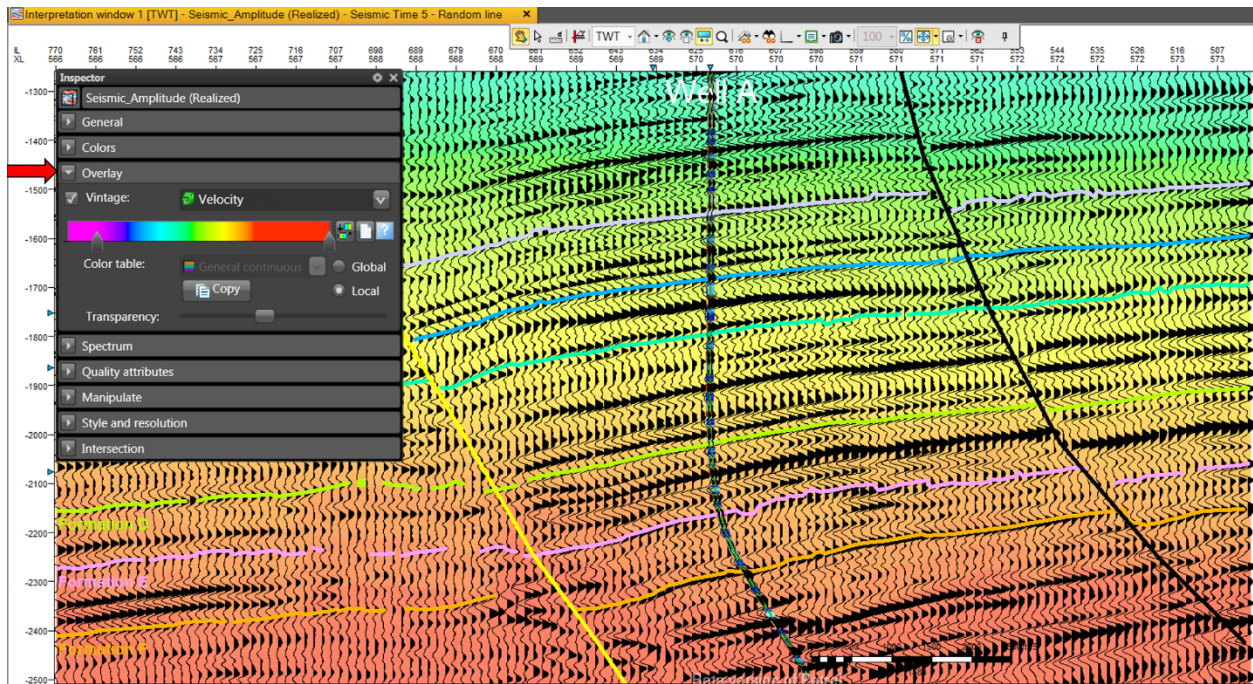 Interpretation window 1 [TWT] - Seismic_Amplitude (Realized) - Seismic Time 5 - Random line
TWT
100
IL 770 761 752 743 734 725 716 707 698 688 679 670 661 652 643 634 625 616 607 598 589 580 571 562 553 544 535 526 516 507
XL 568 566 566 566 567 567 567 567 568 568 568 568 569 569 569 569 570 570 570 570 571 571 571 571 572 572 572 572 573 573
Inspector
Seismic_Amplitude (Realized)
General
Colors
Overlay
Vintage:
Velocity
Color table:
General continuous
Global
Copy
Local
Transparency:
Spectrum
Quality attributes
Manipulate
Style and resolution
Intersection
Well A
-1300
-1400
-1500
-1600
-1700
-1800
-1900
-2000
-2100
-2200
-2300
-2400
-2500
Formation D
Formation E
Formation F